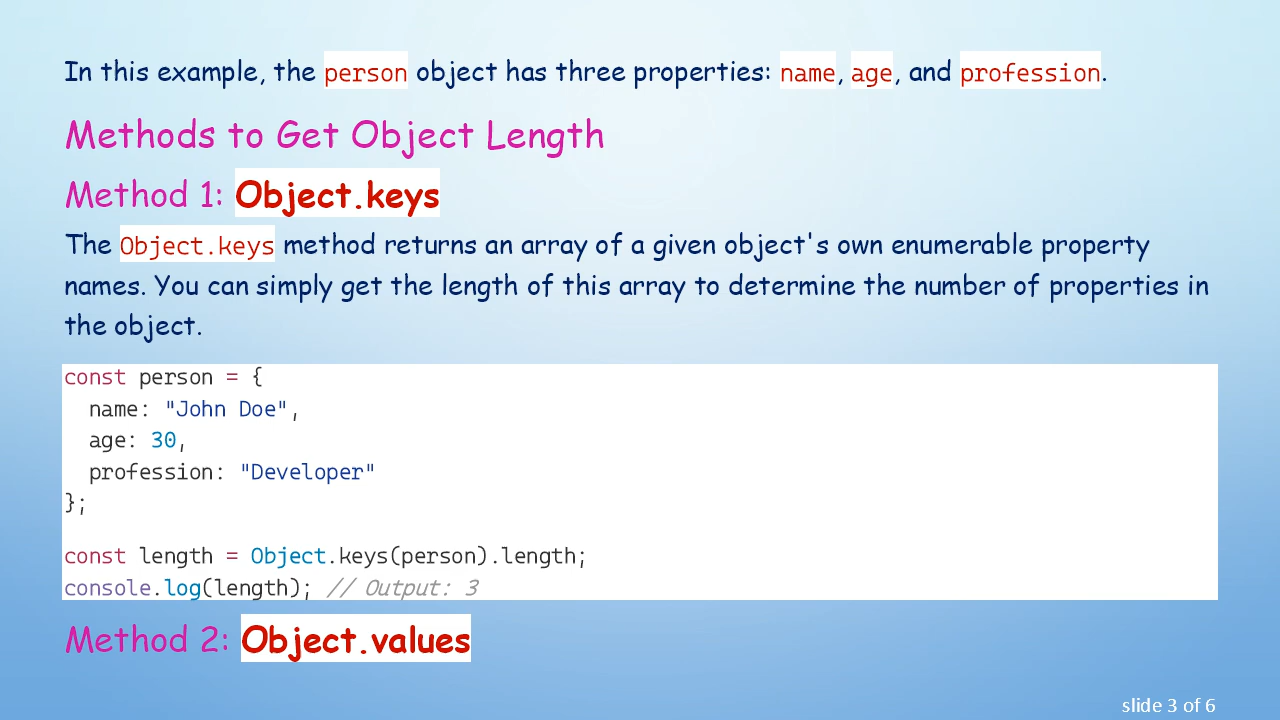 In this example, the person object has three properties: name, age, and profession.
Methods to Get Object Length
Method 1: Object.keys
The Object.keys method returns an array of a given object's own enumerable property
names. You can simply get the length of this array to determine the number of properties in
the object.
const person = {
  name: "John Doe",
  age: 30,
  profession: "Developer"
};
const length = Object.keys(person).length;
console.log(length); // Output: 3
Method 2: Object.values
slide 3 of 6